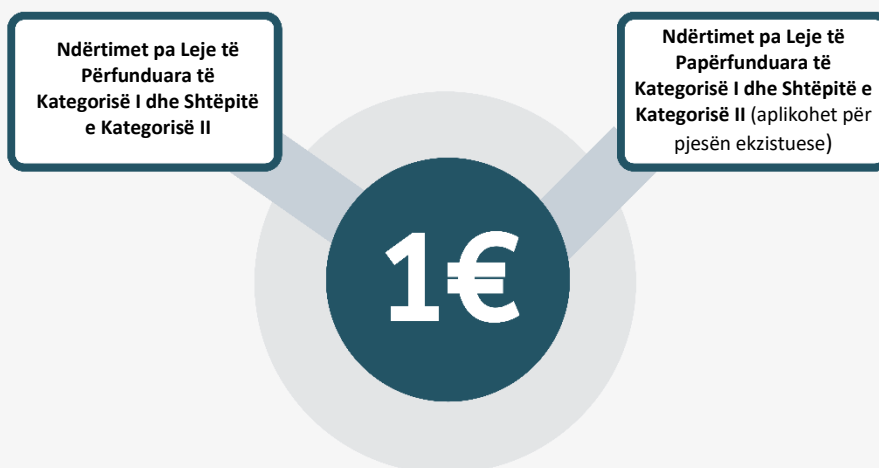 Ndërtimet pa Leje të
Përfunduara të
Kategorisë I dhe Shtëpitë
e Kategorisë II
Ndërtimet pa Leje të
Papërfunduara të
Kategorisë I dhe Shtëpitë e
Kategorisë II (aplikohet për
pjesën ekzistuese)
1€